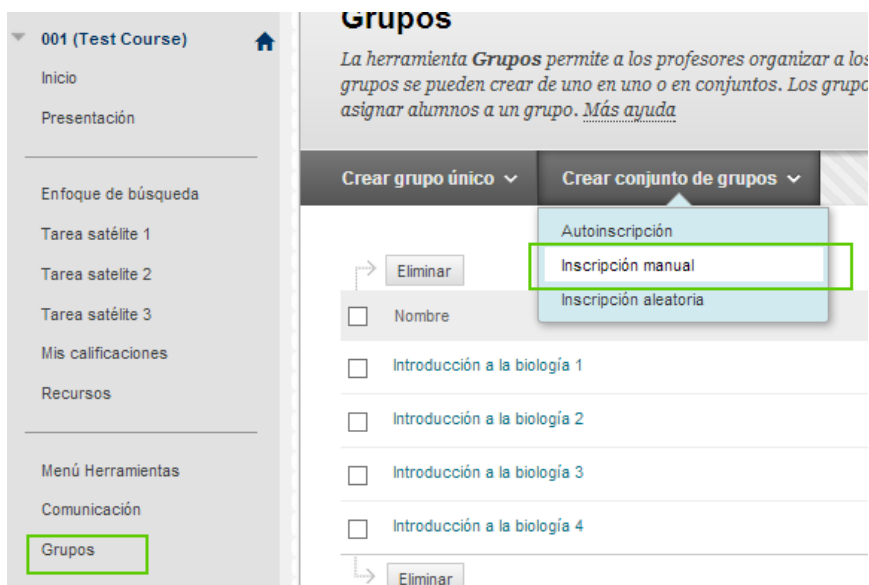 001 (Test Course)
Inicio
Presentación
Enfoque de búsqueda
Tarea satélite 1
Tarea satelite 2
Tarea satélite 3
Mis calificaciones
Recursos
Menú Herramientas
Comunicación
Grupos
Grupos
La herramienta Grupos permite a los profesores organizar a los
grupos se pueden crear de uno en uno o en conjuntos. Los grupo
asignar alumnos a un grupo. Más ayuda
Crear grupo único
Crear conjunto de grupos
Autoinscripción
Inscripción manual
Inscripción aleatoria
Eliminar
Nombre
Introducción a la biología 1
Introducción a la biología 2
Introducción a la biología 3
Introducción a la biología 4
Eliminar